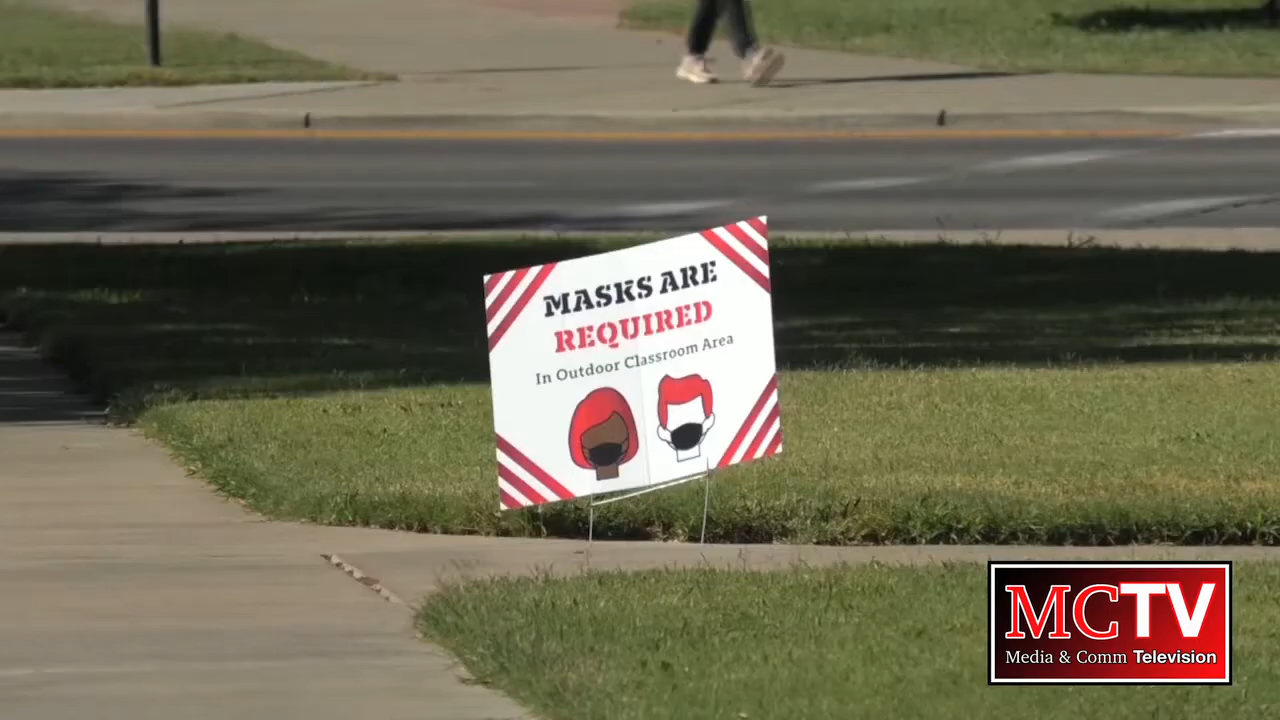 MASKS ARE
REQUIRED
In Outdoor Classroom Area
MCTV
Media & Comm Television